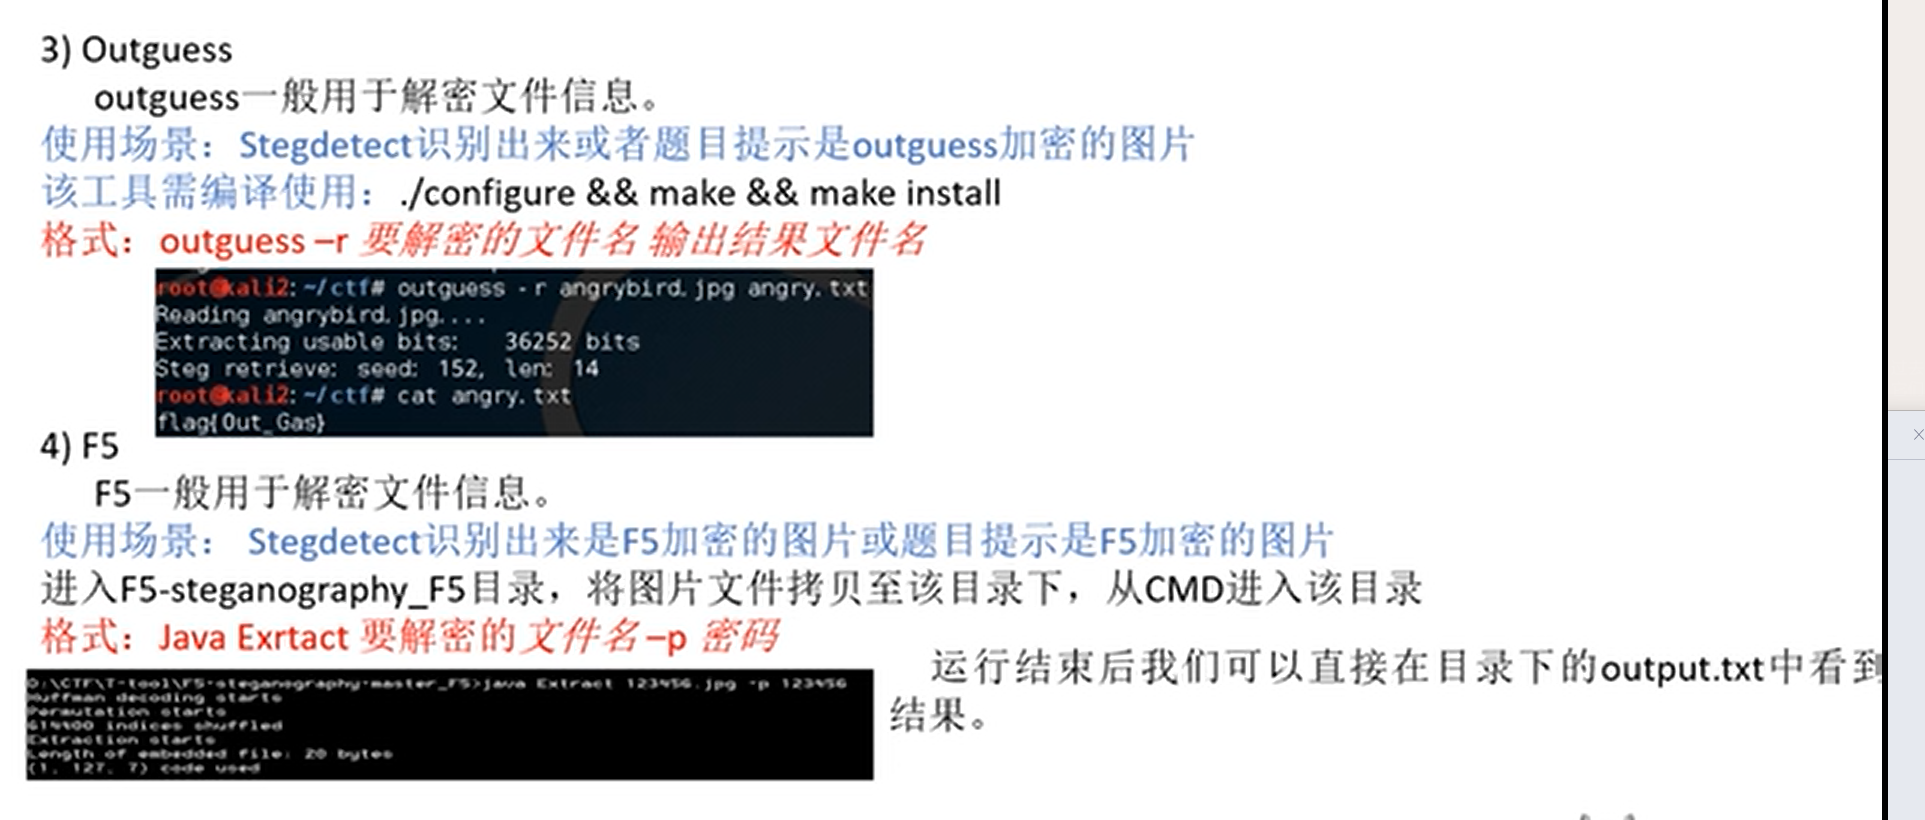 3) Outguess
outguess一般用于解密文件信息。
使用场景：Stegdetect识别出来或者题目提示是outguess加密的图片
该工具需编译使用：./configure && make && make install
格式：outguess –r 要解密的文件名 输出结果文件名
root@kali2:~/ctf# outguess -r angrybird.jpg angry.txt
Reading angrybird.jpg....
Extracting usable bits: 36252 bits
Steg retrieve: seed: 152, len: 14
root@kali2:~/ctf# cat angry.txt
flag{Out_Gas}
4) F5
F5一般用于解密文件信息。
使用场景： Stegdetect识别出来是F5加密的图片或题目提示是F5加密的图片
进入F5-steganography_F5目录，将图片文件拷贝至该目录下，从CMD进入该目录
格式：Java Exrtact 要解密的文件名 –p 密码
运行结束后我们可以直接在目录下的output.txt中看到
结果。
D:\CTF\T-tool\F5-steganography-master_F5>java Extract 123456.jpg -p 123456
Huffman decoding starts
Permutation starts
614400 indices shuffled
Extraction starts
Length of embedded file: 20 bytes
(1, 127, 7) code used